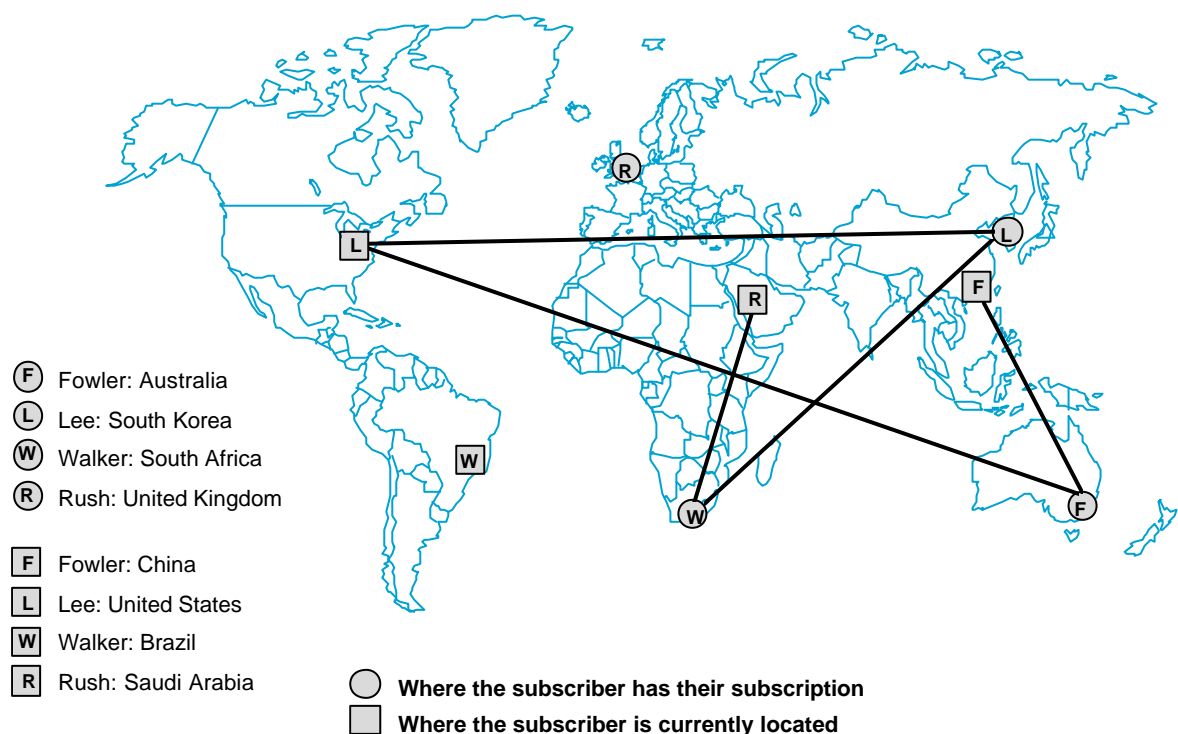 R
L
L
F
R
W
W
F
F Fowler: Australia
L Lee: South Korea
W Walker: South Africa
R Rush: United Kingdom
F Fowler: China
L Lee: United States
W Walker: Brazil
R Rush: Saudi Arabia
Where the subscriber has their subscription
Where the subscriber is currently located